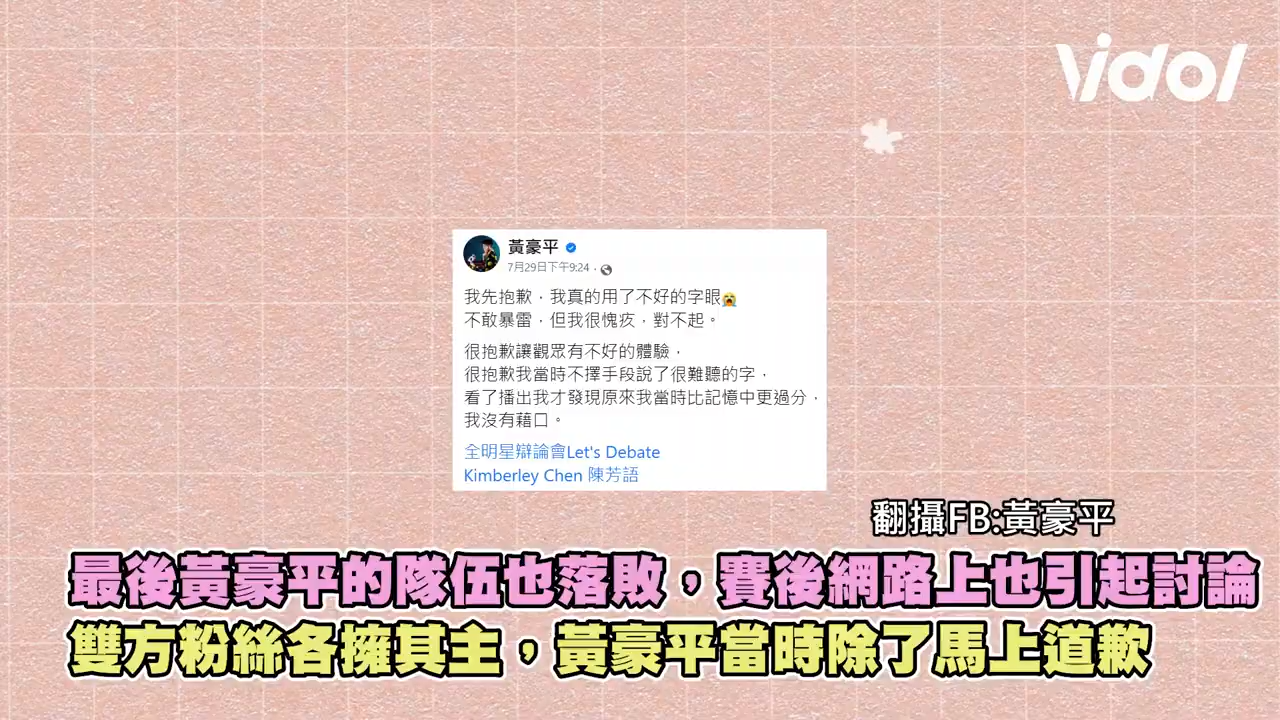 Vidol
黃豪平
7月29日下午9:24 ·
我先抱歉，我真的用了不好的字眼😭
不敢暴雷，但我很愧疚，對不起。
很抱歉讓觀眾有不好的體驗，
很抱歉我當時不擇手段說了很難聽的字，
看了播出我才發現原來我當時比記憶中更過分，
我沒有藉口。
全明星辯論會Let's Debate
Kimberley Chen 陳芳語
翻攝FB:黃豪平
最後黃豪平的隊伍也落敗，賽後網路上也引起討論
雙方粉絲各擁其主，黃豪平當時除了馬上道歉